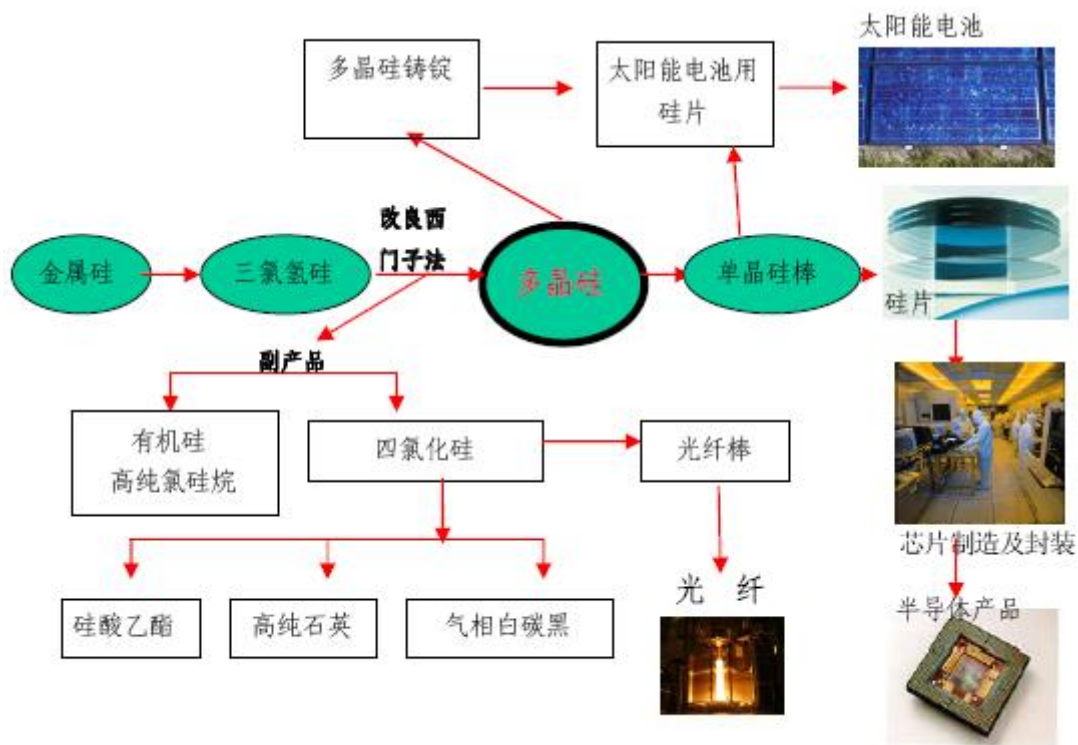 太阳能电池
多晶硅铸锭
太阳能电池用
硅片
改良西
门子法
金属硅
三氯氢硅
多晶硅
单晶硅棒
硅片
副产品
有机硅
高纯氯硅烷
四氯化硅
光纤棒
芯片制造及封装
硅酸乙酯
高纯石英
气相白碳黑
光 纤
半导体产品